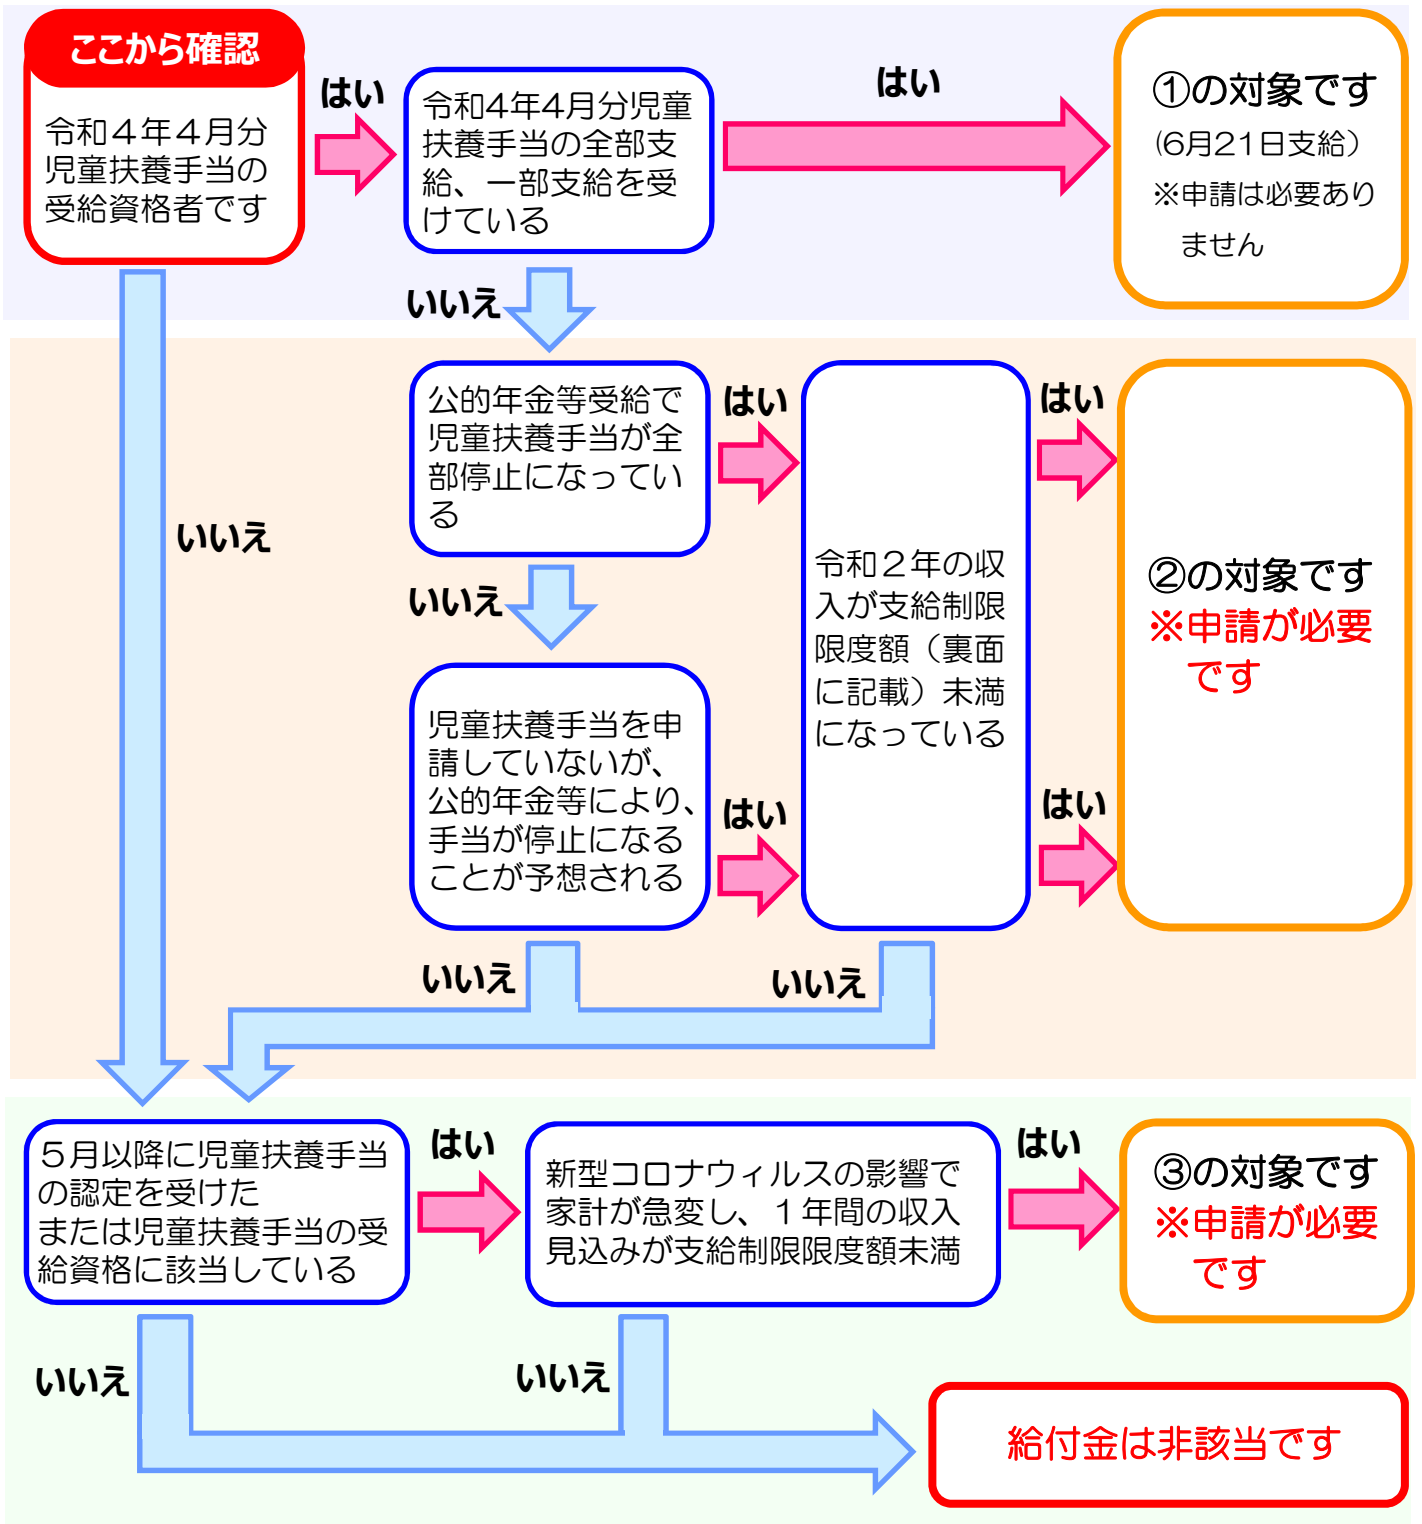 ここから確認
令和４年４月分
児童扶養手当の
受給資格者です
はい
令和4年4月分児童
扶養手当の全部支
給、一部支給を受
けている
はい
①の対象です
(6月21日支給）
※申請は必要あり
ません
いいえ
いいえ
公的年金等受給で
児童扶養手当が全
部停止になってい
る
はい
令和２年の収
入が支給制限
限度額（裏面
に記載）未満
になっている
はい
②の対象です
※申請が必要
です
いいえ
児童扶養手当を申
請していないが、
公的年金等により、
手当が停止になる
ことが予想される
はい
はい
いいえ
いいえ
５月以降に児童扶養手当
の認定を受けた
または児童扶養手当の受
給資格に該当している
はい
新型コロナウィルスの影響で
家計が急変し、１年間の収入
見込みが支給制限限度額未満
はい
③の対象です
※申請が必要
です
いいえ
いいえ
給付金は非該当です